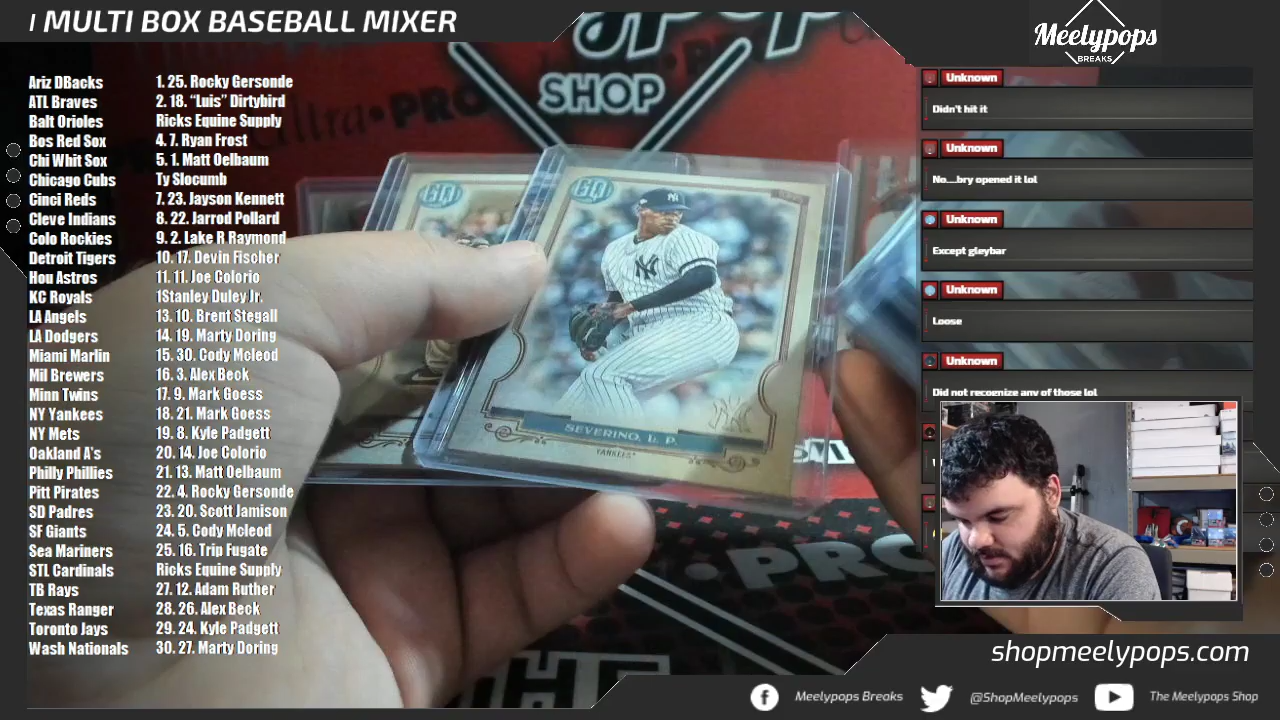 MULTI BOX BASEBALL MIXER
Meelypops
BREAKS
SHOP
Ariz DBacks 1. 25. Rocky Gersonde
ATL Braves 2. 18. “Luis” Dirtybird
Balt Orioles Ricks Equine Supply
Bos Red Sox 4. 7. Ryan Frost
Chi Whit Sox 5. 1. Matt Oelbaum
Chicago Cubs Ty Slocumb
Cinci Reds 7. 23. Jayson Kennett
Cleve Indians 8. 22. Jarrod Pollard
Colo Rockies 9. 2. Lake R Raymond
Detroit Tigers 10. 17. Devin Fischer
Hou Astros 11. 11. Joe Colorio
KC Royals 1Stanley Duley Jr.
LA Angels 13. 10. Brent Stegall
LA Dodgers 14. 19. Marty Doring
Miami Marlin 15. 30. Cody Mcleod
Mil Brewers 16. 3. Alex Beck
Minn Twins 17. 9. Mark Goess
NY Yankees 18. 21. Mark Goess
NY Mets 19. 8. Kyle Padgett
Oakland A's 20. 14. Joe Colorio
Philly Phillies 21. 13. Matt Oelbaum
Pitt Pirates 22. 4. Rocky Gersonde
SD Padres 23. 20. Scott Jamison
SF Giants 24. 5. Cody Mcleod
Sea Mariners 25. 16. Trip Fugate
STL Cardinals Ricks Equine Supply
TB Rays 27. 12. Adam Ruther
Texas Ranger 28. 26. Alex Beck
Toronto Jays 29. 24. Kyle Padgett
Wash Nationals 30. 27. Marty Doring
GQ
GQ
NY
SEVERINO, L. P.
YANKEES
PRO
Unknown
Didn't hit it
Unknown
No....bry opened it lol
Unknown
Except gleybar
Unknown
Loose
Unknown
Did not recognize any of those lol
shopmeelypops.com
Meelypops Breaks
@ShopMeelypops
The Meelypops Shop